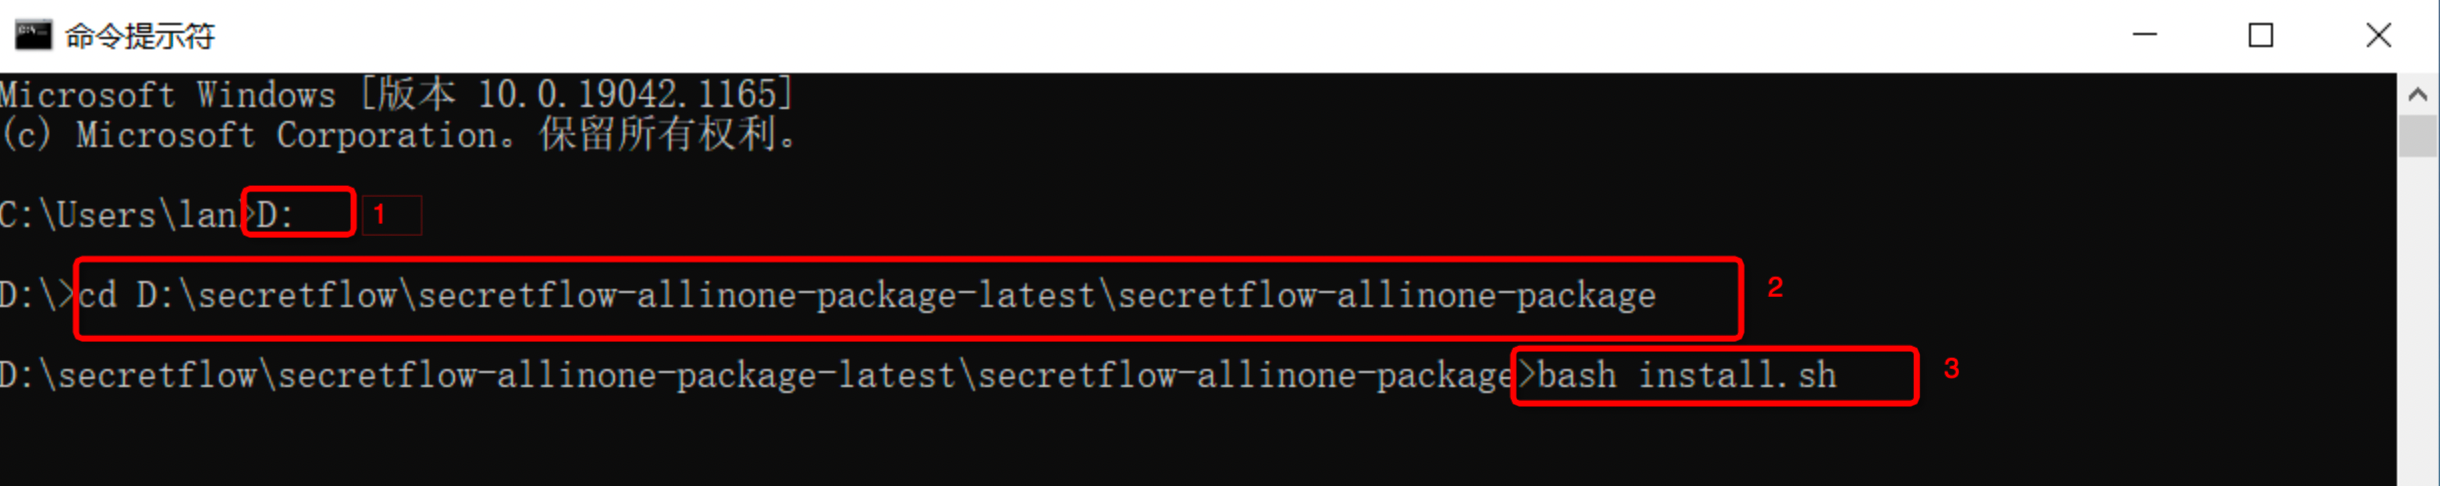 命令提示符
Microsoft Windows [版本 10.0.19042.1165]
(c) Microsoft Corporation。保留所有权利。
C:\Users\lan>D: 1
D:\>cd D:\secretflow\secretflow-allinone-package-latest\secretflow-allinone-package 2
D:\secretflow\secretflow-allinone-package-latest\secretflow-allinone-package>bash install.sh 3